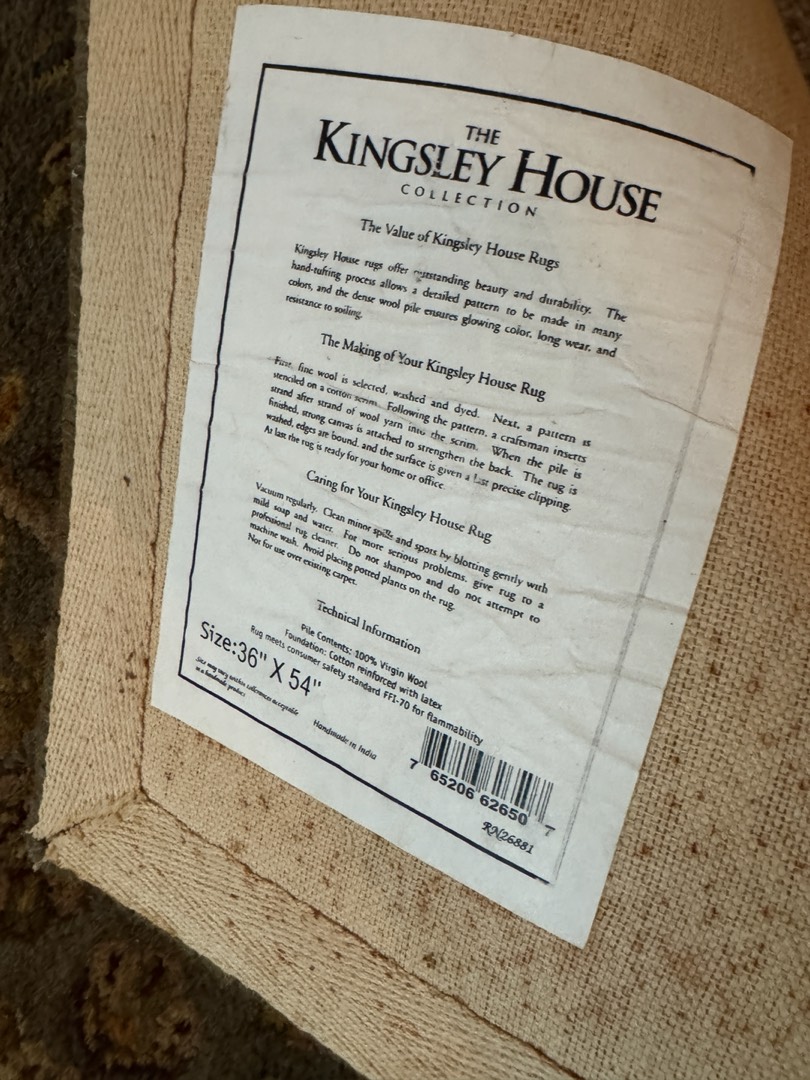 THE
KINGSLEY HOUSE
COLLECTION
The Value of Kingsley House Rugs
Kingsley House rugs offer outstanding beauty and durability. The
hand-tufting process allows a detailed pattern to be made in many
colors, and the dense wool pile ensures glowing color, long wear, and
resistance to soiling.
The Making of Your Kingsley House Rug
First, fine wool is selected, washed and dyed. Next, a pattern is
stenciled on a cotton scrim. Following the pattern, a craftsman inserts
strand after strand of wool yarn into the scrim. When the pile is
finished, strong canvas is attached to strengthen the back. The rug is
washed, edges are bound, and the surface is given a last precise clipping.
At last the rug is ready for your home or office.
Caring for Your Kingsley House Rug
Vacuum regularly. Clean minor spills and spots by blotting gently with
mild soap and water. For more serious problems, give rug to a
professional rug cleaner. Do not shampoo and do not attempt to
machine wash. Avoid placing potted plants on the rug.
Not for use over existing carpet.
Technical Information
Pile Contents: 100% Virgin Wool
Foundation: Cotton reinforced with latex
Rug meets consumer safety standard FFI-70 for flammability
Size:36" X 54"
Size may vary within tolerances acceptable
in a handmade product
Handmade in India
7 65206 62650 7
RN26881